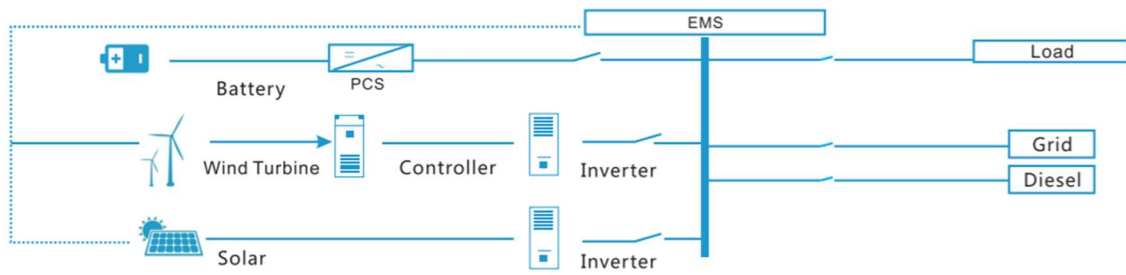 EMS
Load
Battery
PCS
Wind Turbine
Controller
Inverter
Grid
Diesel
Solar
Inverter